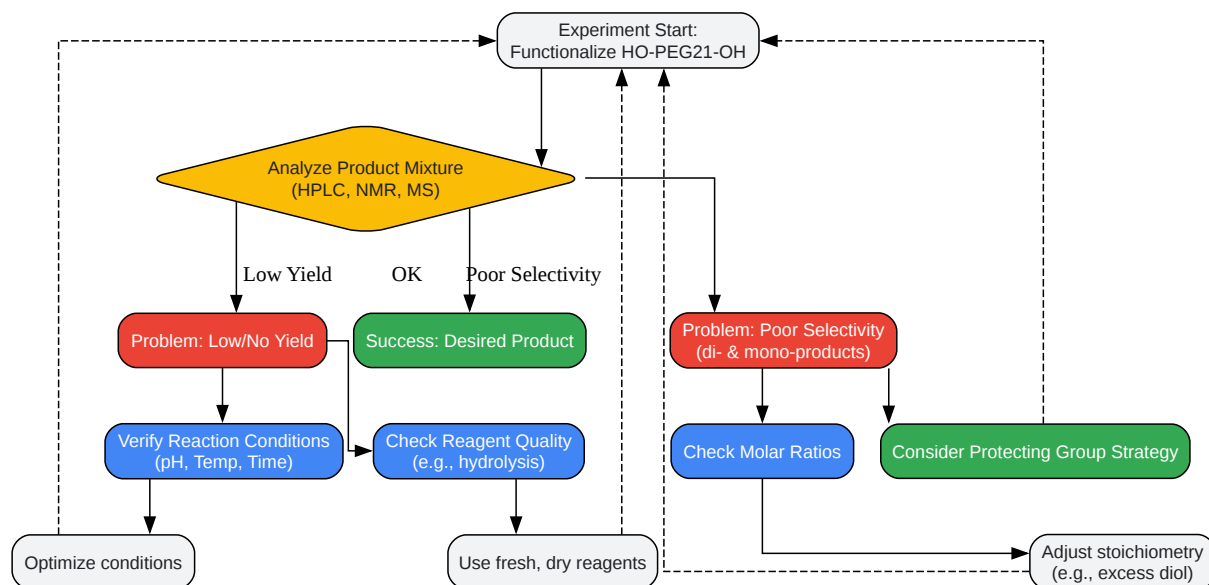 Experiment Start:
Functionalize HO-PEG21-OH
Analyze Product Mixture
(HPLC, NMR, MS)
Low Yield
OK
Poor Selectivity
Problem: Low/No Yield
Success: Desired Product
Problem: Poor Selectivity
(di- & mono-products)
Verify Reaction Conditions
(pH, Temp, Time)
Check Reagent Quality
(e.g., hydrolysis)
Check Molar Ratios
Consider Protecting Group Strategy
Optimize conditions
Use fresh, dry reagents
Adjust stoichiometry
(e.g., excess diol)